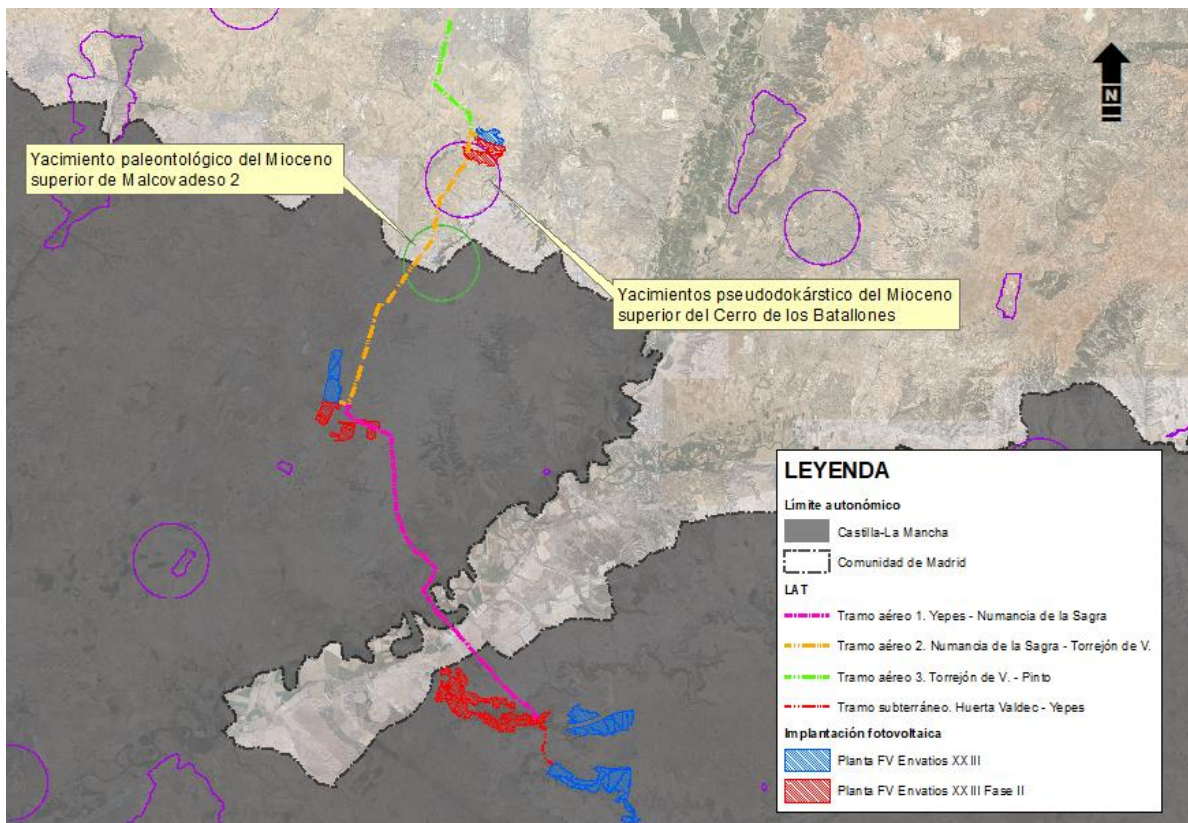 N
Yacimiento paleontológico del Mioceno
superior de Malcovadeso 2
Yacimientos pseudodokárstico del Mioceno
superior del Cerro de los Batallones
LEYENDA
Límite autonómico
Castilla-La Mancha
Comunidad de Madrid
LAT
Tramo aéreo 1. Yepes - Numancia de la Sagra
Tramo aéreo 2. Numancia de la Sagra - Torrejón de V.
Tramo aéreo 3. Torrejón de V. - Pinto
Tramo subterráneo. Huerta Valdec - Yepes
Implantación fotovoltaica
Planta FV Envatios XXIII
Planta FV Envatios XXIII Fase II